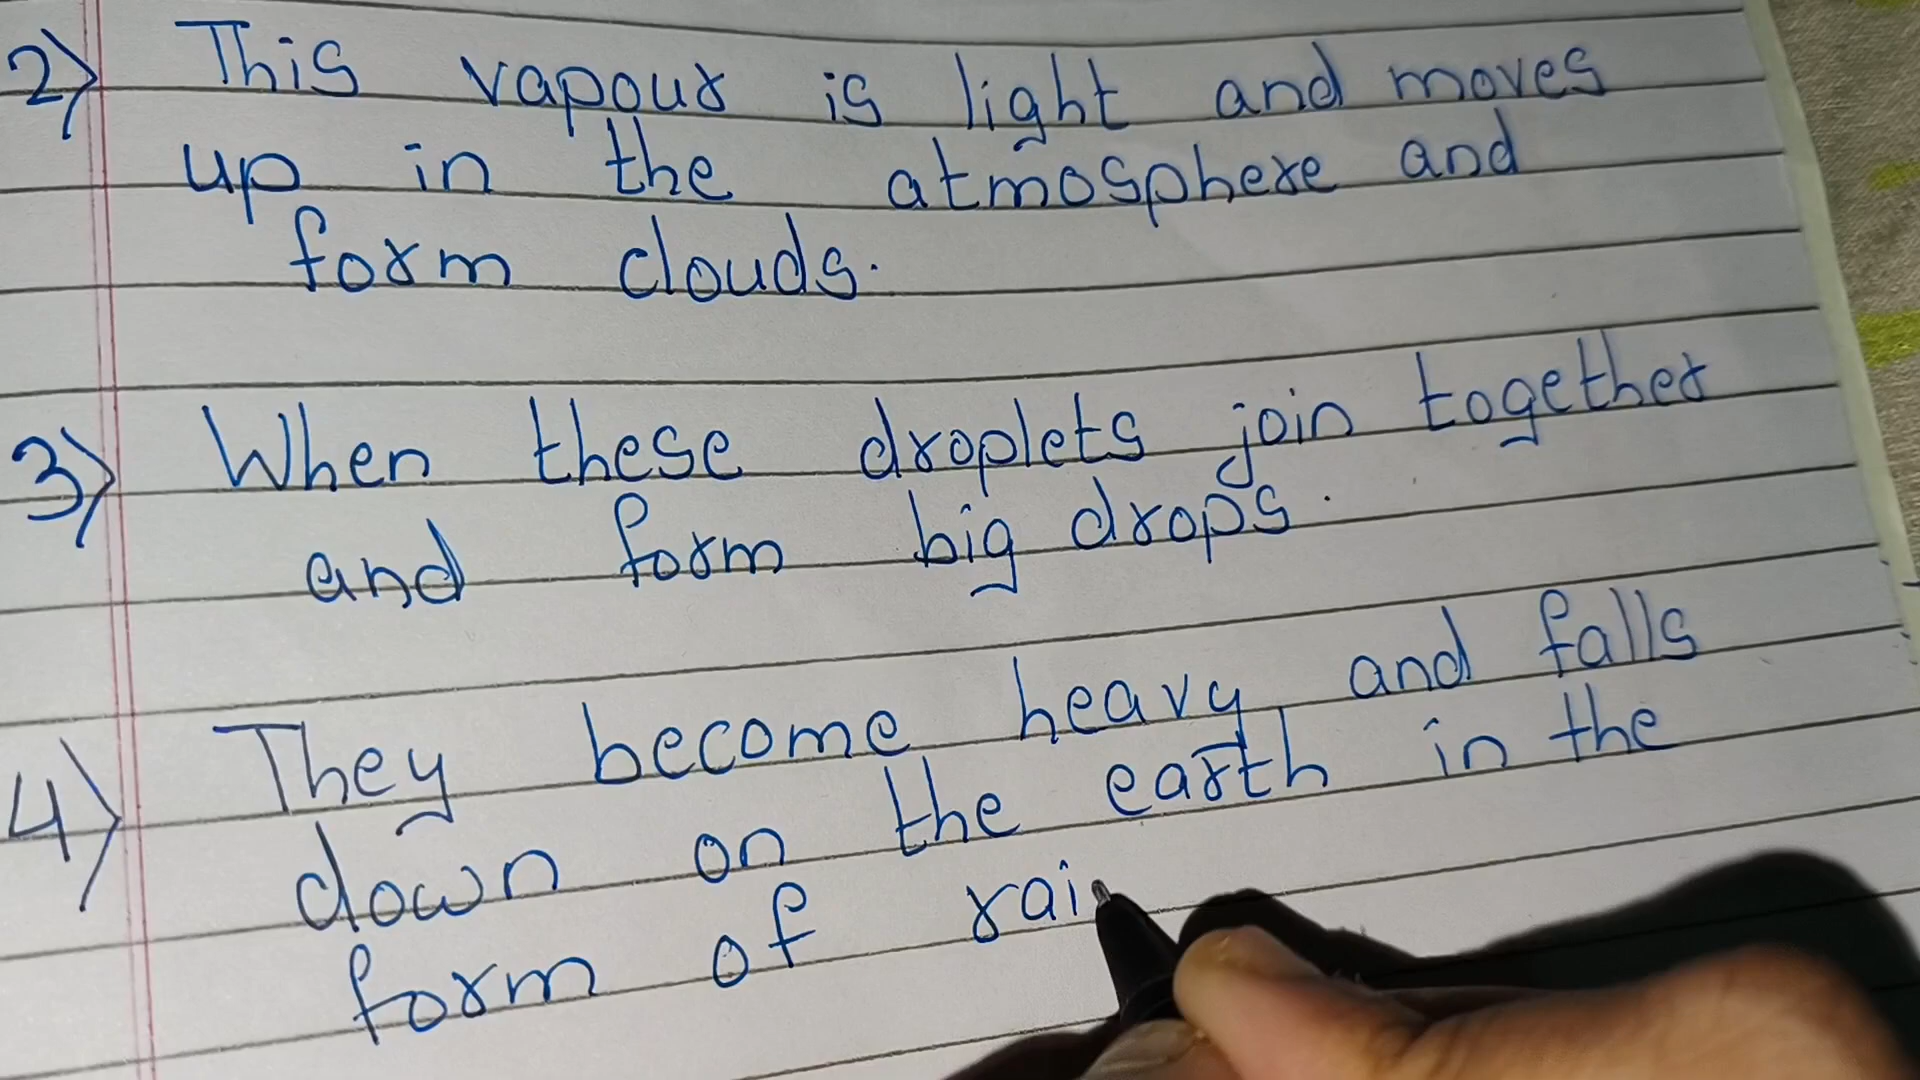 2) This vapour is light and moves
up in the atmosphere and
form clouds.
3) When these droplets join together
and form big drops.
4) They become heavy and falls
down on the earth in the
form of rai